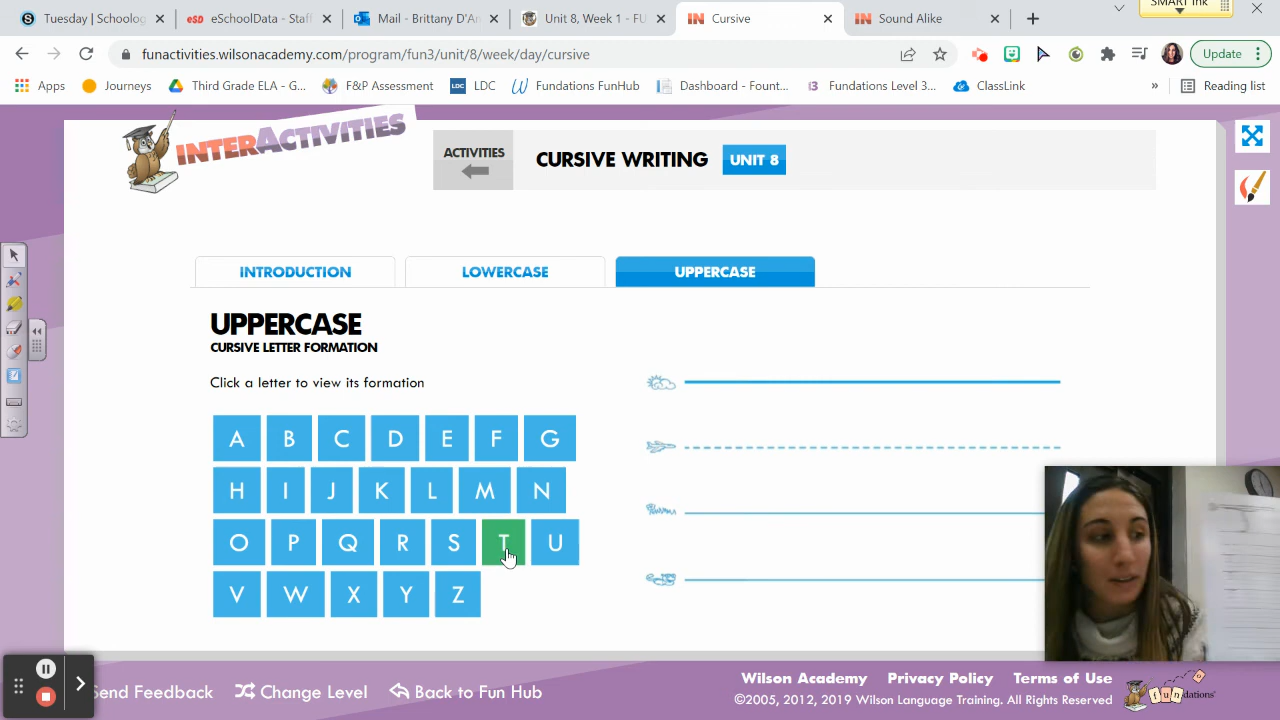 Tuesday | Schoolog
eSchoolData - Staff
Mail - Brittany D'An
Unit 8, Week 1 - FU
Cursive
Sound Alike
SMART Ink
funactivities.wilsonacademy.com/program/fun3/unit/8/week/day/cursive
Update
Apps
Journeys
Third Grade ELA - G...
F&P Assessment
LDC
Fundations FunHub
Dashboard - Fount...
Fundations Level 3...
ClassLink
»
Reading list
INTERACTIVITIES
ACTIVITIES
CURSIVE WRITING
UNIT 8
INTRODUCTION
LOWERCASE
UPPERCASE
UPPERCASE
CURSIVE LETTER FORMATION
Click a letter to view its formation
A B C D E F G
H I J K L M N
O P Q R S T U
V W X Y Z
Send Feedback
Change Level
Back to Fun Hub
Wilson Academy
Privacy Policy
Terms of Use
©2005, 2012, 2019 Wilson Language Training. All Rights Reserved
fundations